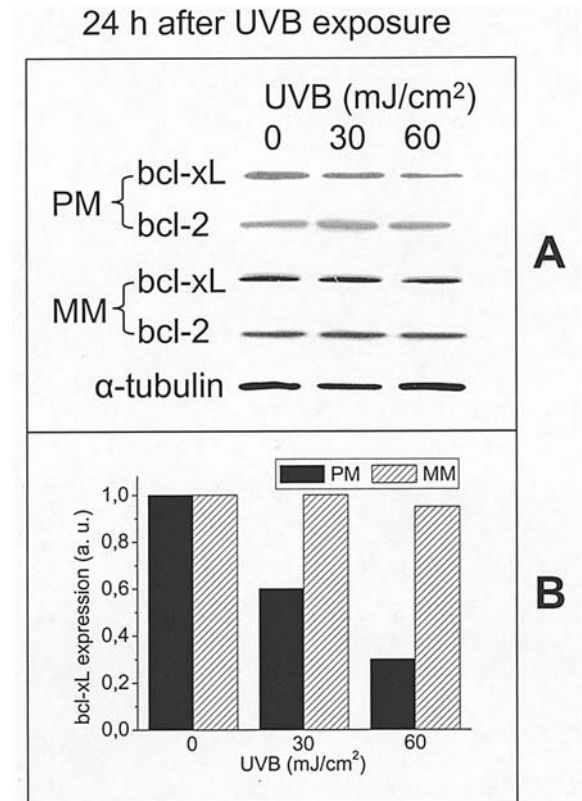 24 h after UVB exposure
UVB (mJ/cm²)
0 30 60
PM
bcl-xL
bcl-2
MM
bcl-xL
bcl-2
α-tubulin
A
PM MM
1,0
0,8
0,6
0,4
0,2
0,0
bcl-xL expression (a. u.)
0 30 60
UVB (mJ/cm²)
B